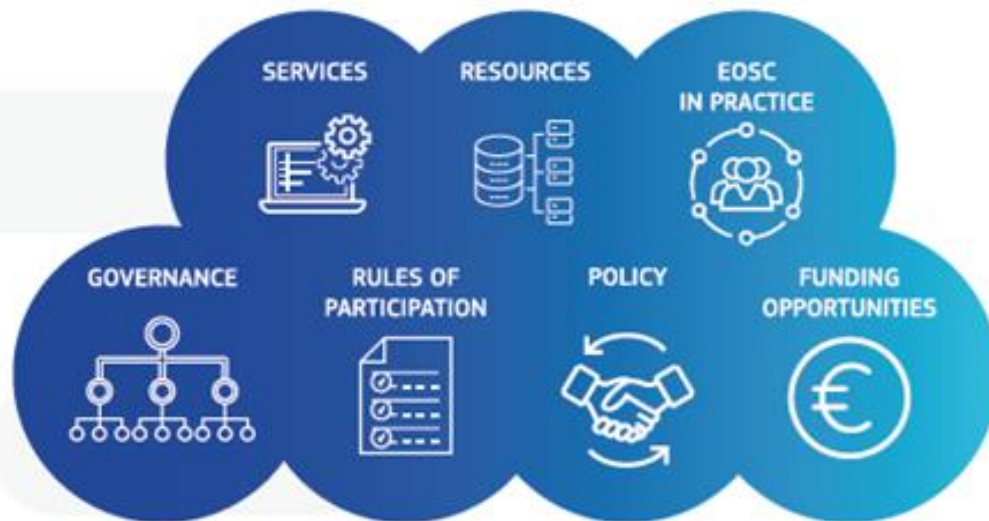 SERVICES
RESOURCES
EOSC
IN PRACTICE
GOVERNANCE
RULES OF
PARTICIPATION
POLICY
FUNDING
OPPORTUNITIES
€